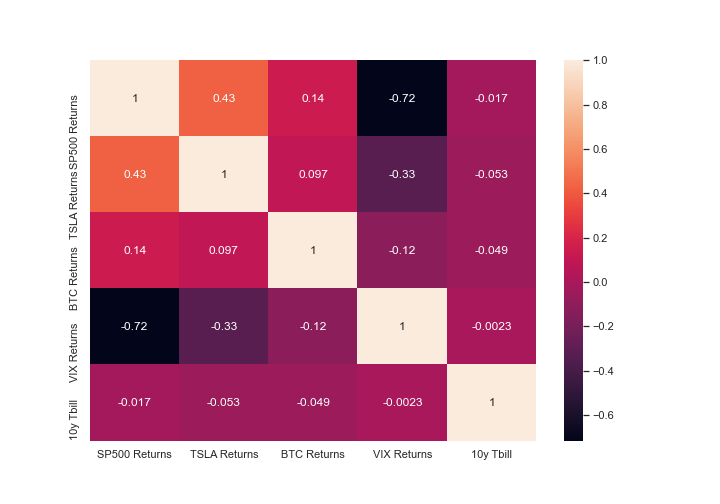 SP500 Returns 1 0.43 0.14 -0.72 -0.017
TSLA Returns 0.43 1 0.097 -0.33 -0.053
BTC Returns 0.14 0.097 1 -0.12 -0.049
VIX Returns -0.72 -0.33 -0.12 1 -0.0023
10y Tbill -0.017 -0.053 -0.049 -0.0023 1
SP500 Returns TSLA Returns BTC Returns VIX Returns 10y Tbill
1.0
0.8
0.6
0.4
0.2
0.0
−0.2
−0.4
−0.6